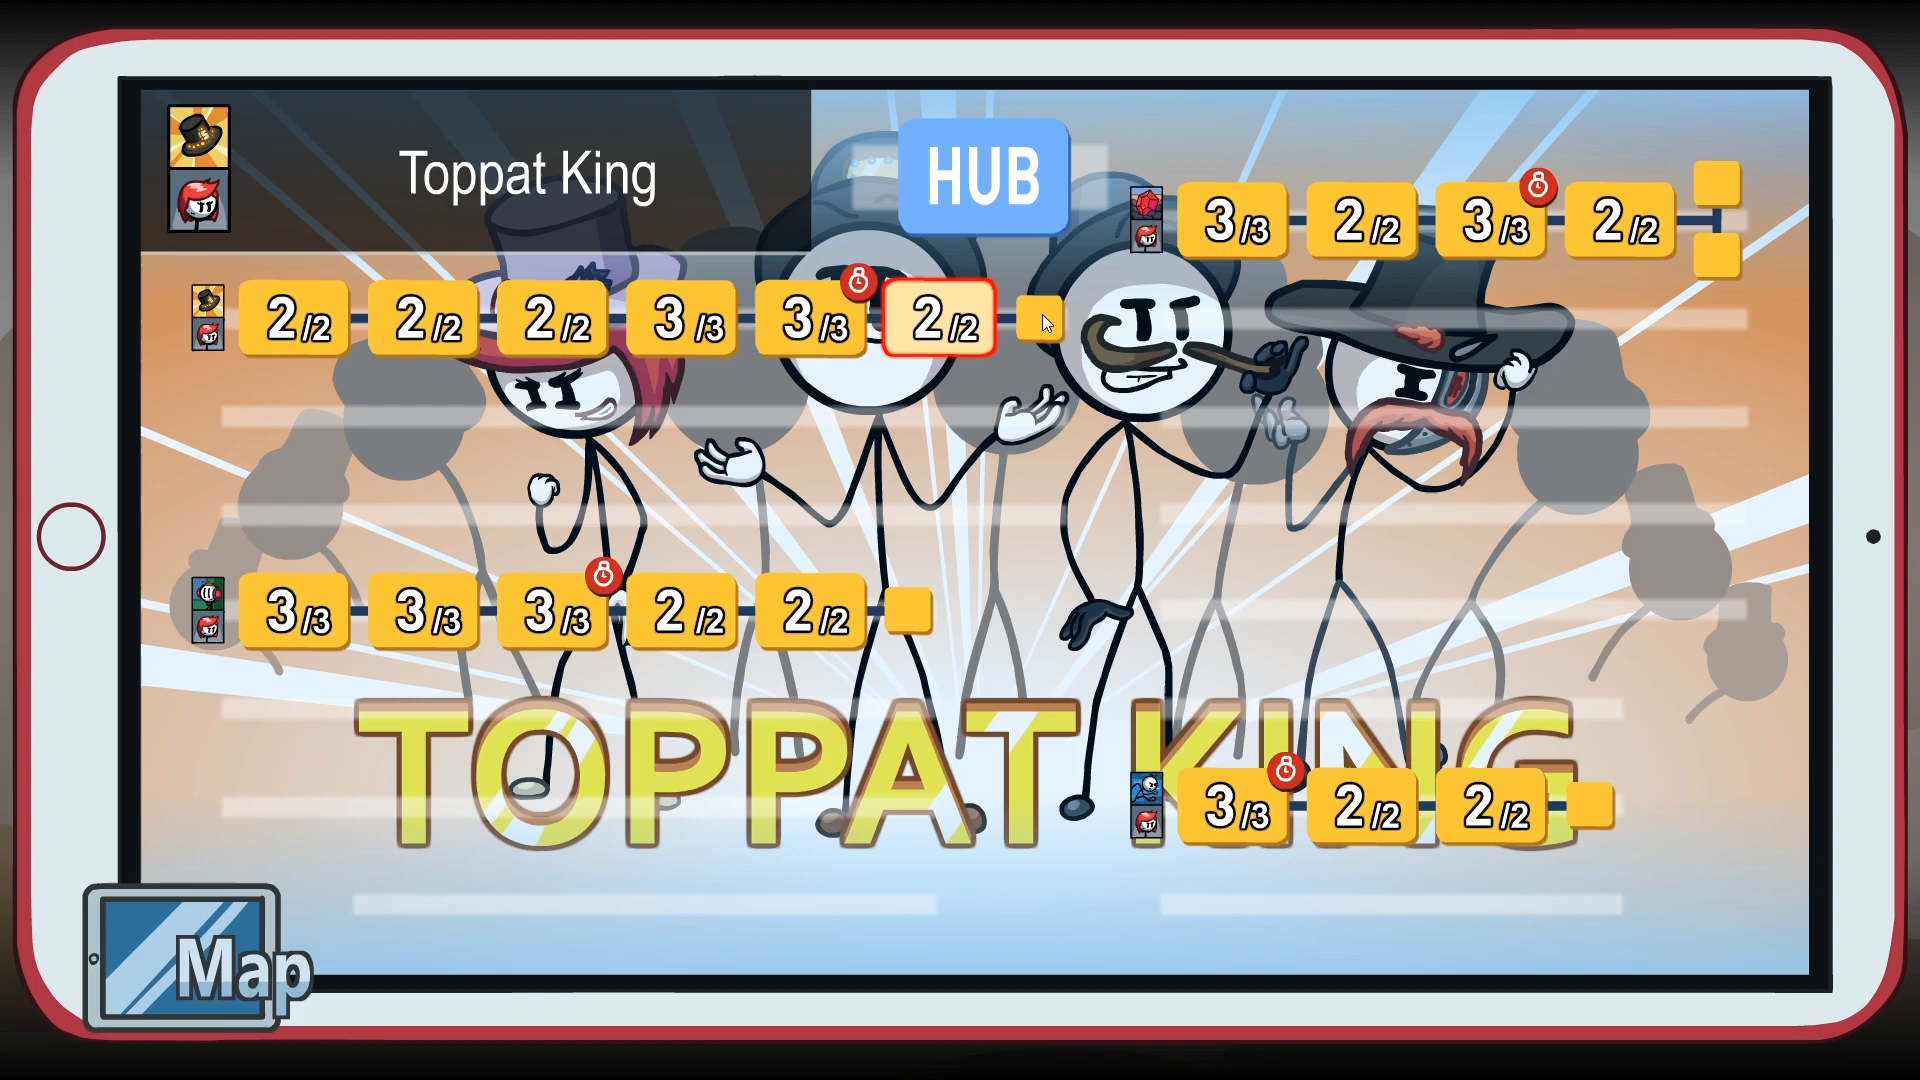 Toppat King
HUB
3/3 2/2 3/3 2/2
2/2 2/2 2/2 3/3 3/3 2/2
3/3 3/3 3/3 2/2 2/2
TOPPAT KING
3/3 2/2 2/2
Map